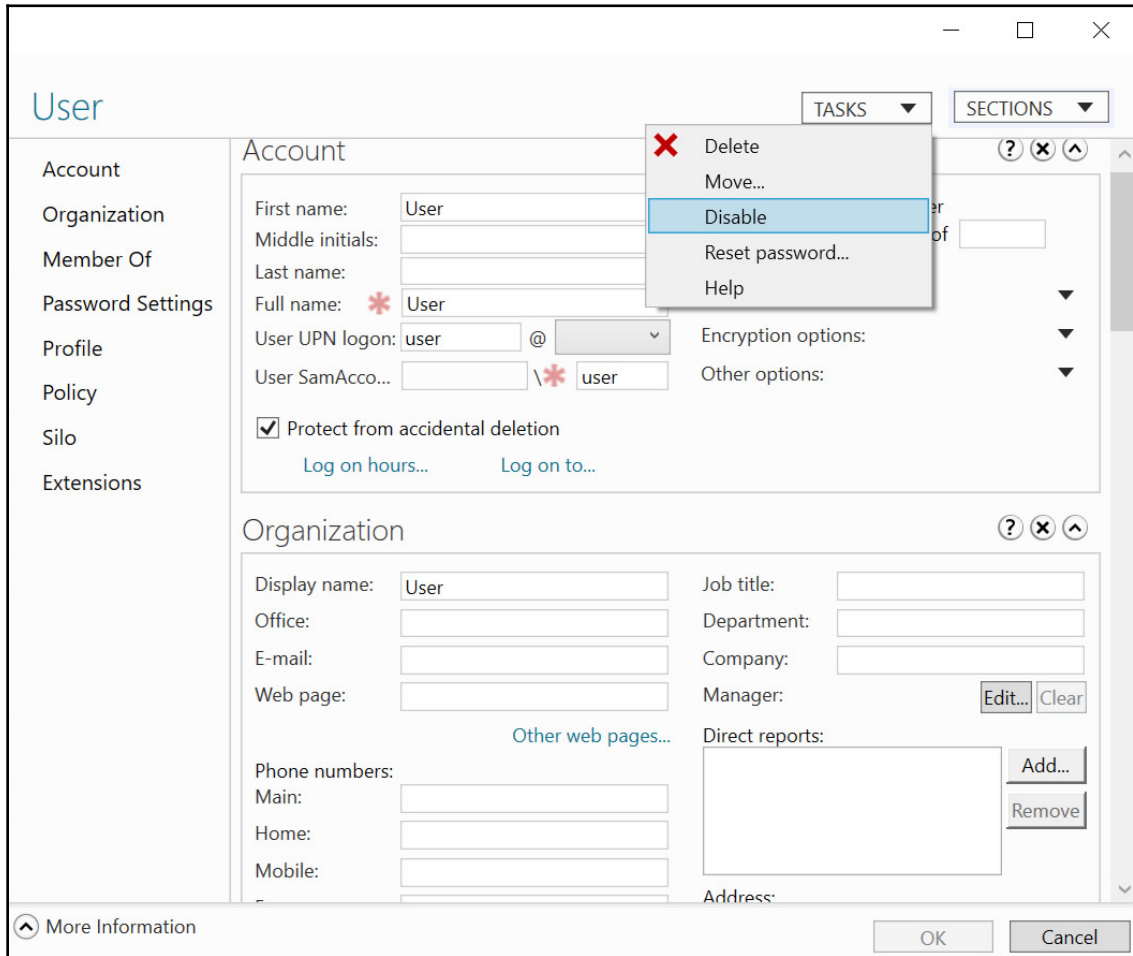 User
TASKS
SECTIONS
Delete
Move...
Disable
Reset password...
Help
Account
Organization
Member Of
Password Settings
Profile
Policy
Silo
Extensions
Account
First name: User
Middle initials:
Last name:
Full name: * User
User UPN logon: user @
User SamAcco... \* user
of
Encryption options:
Other options:
Protect from accidental deletion
Log on hours... Log on to...
Organization
Display name: User
Job title:
Office:
Department:
E-mail:
Company:
Web page:
Manager: Edit... Clear
Other web pages...
Direct reports:
Add...
Remove
Phone numbers:
Main:
Home:
Mobile:
Address:
More Information
OK
Cancel